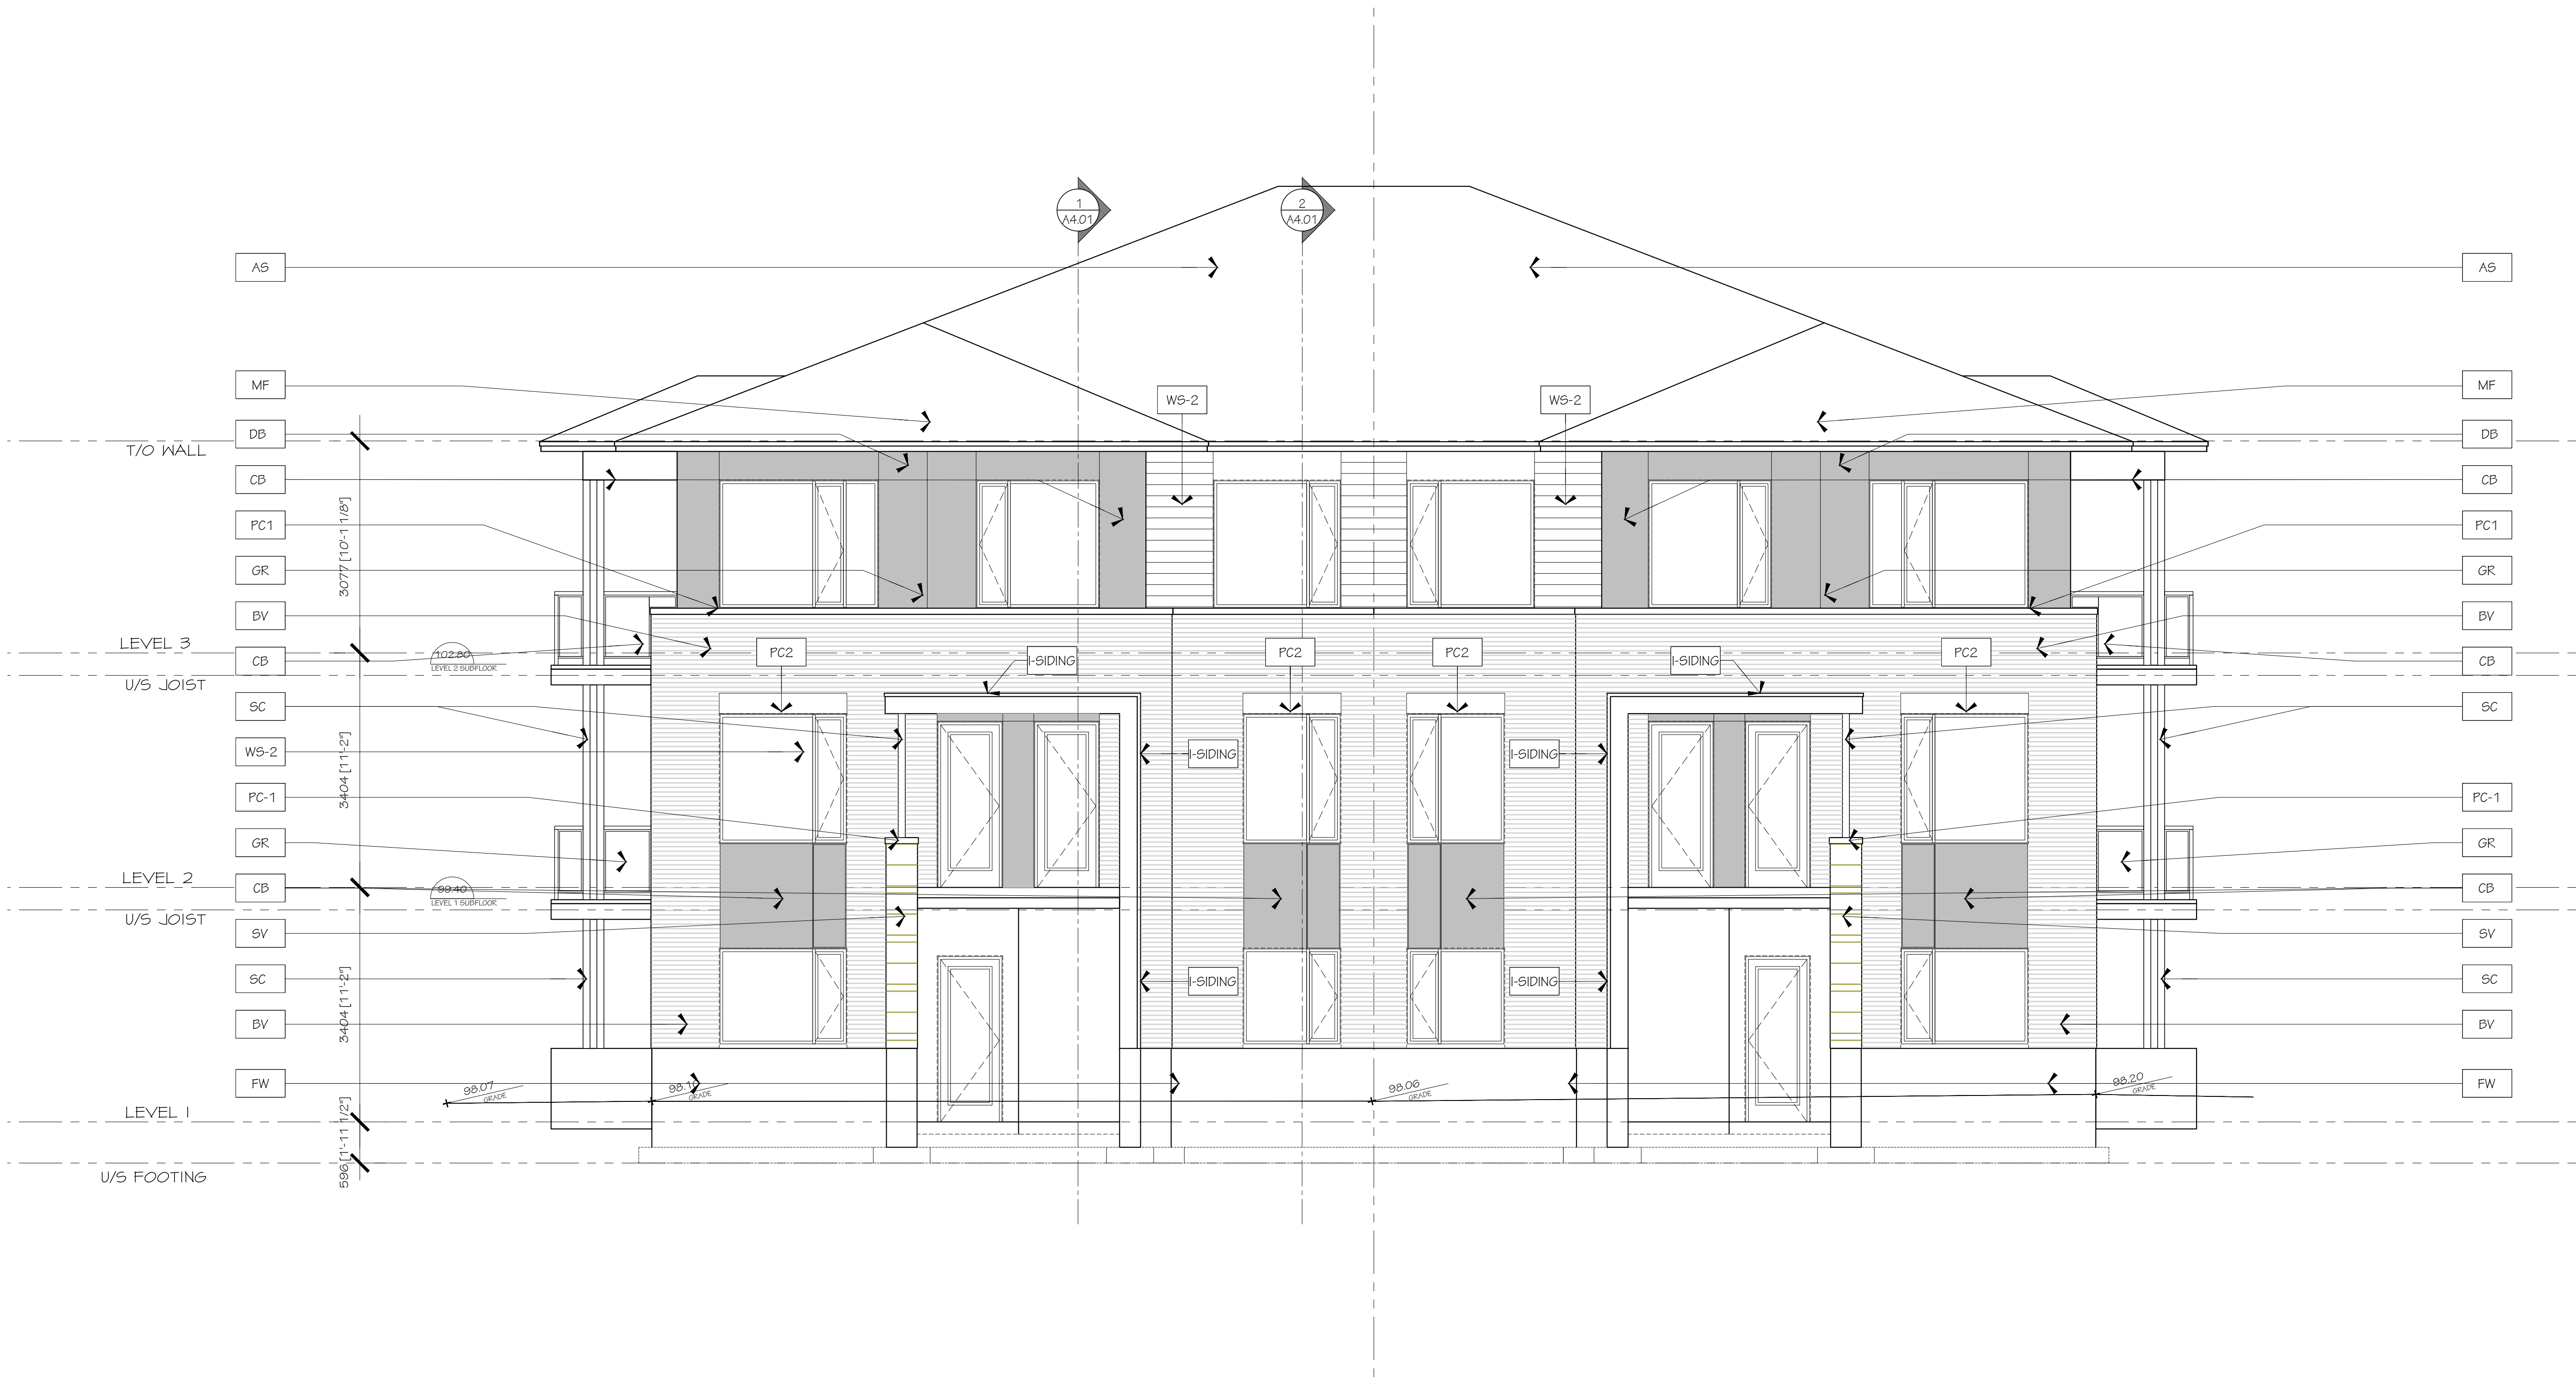 1
A4.01
2
A4.01
AS
AS
MF
MF
WS-2
WS-2
DB
DB
T/O WALL
CB
CB
PC1
PC1
3077 [10'-1 1/8"]
GR
GR
BV
BV
LEVEL 3
102.80
LEVEL 2 SUBFLOOR
PC2
I-SIDING
PC2
PC2
I-SIDING
PC2
CB
CB
U/S JOIST
SC
SC
WS-2
I-SIDING
I-SIDING
3404 [11'-2"]
PC-1
PC-1
GR
GR
LEVEL 2
99.40
LEVEL 1 SUBFLOOR
CB
CB
U/S JOIST
SV
SV
SC
I-SIDING
I-SIDING
SC
3404 [11'-2"]
BV
BV
FW
98.07
GRADE
98.10
GRADE
98.06
GRADE
98.20
GRADE
FW
LEVEL 1
596 [1'-11 1/2"]
U/S FOOTING